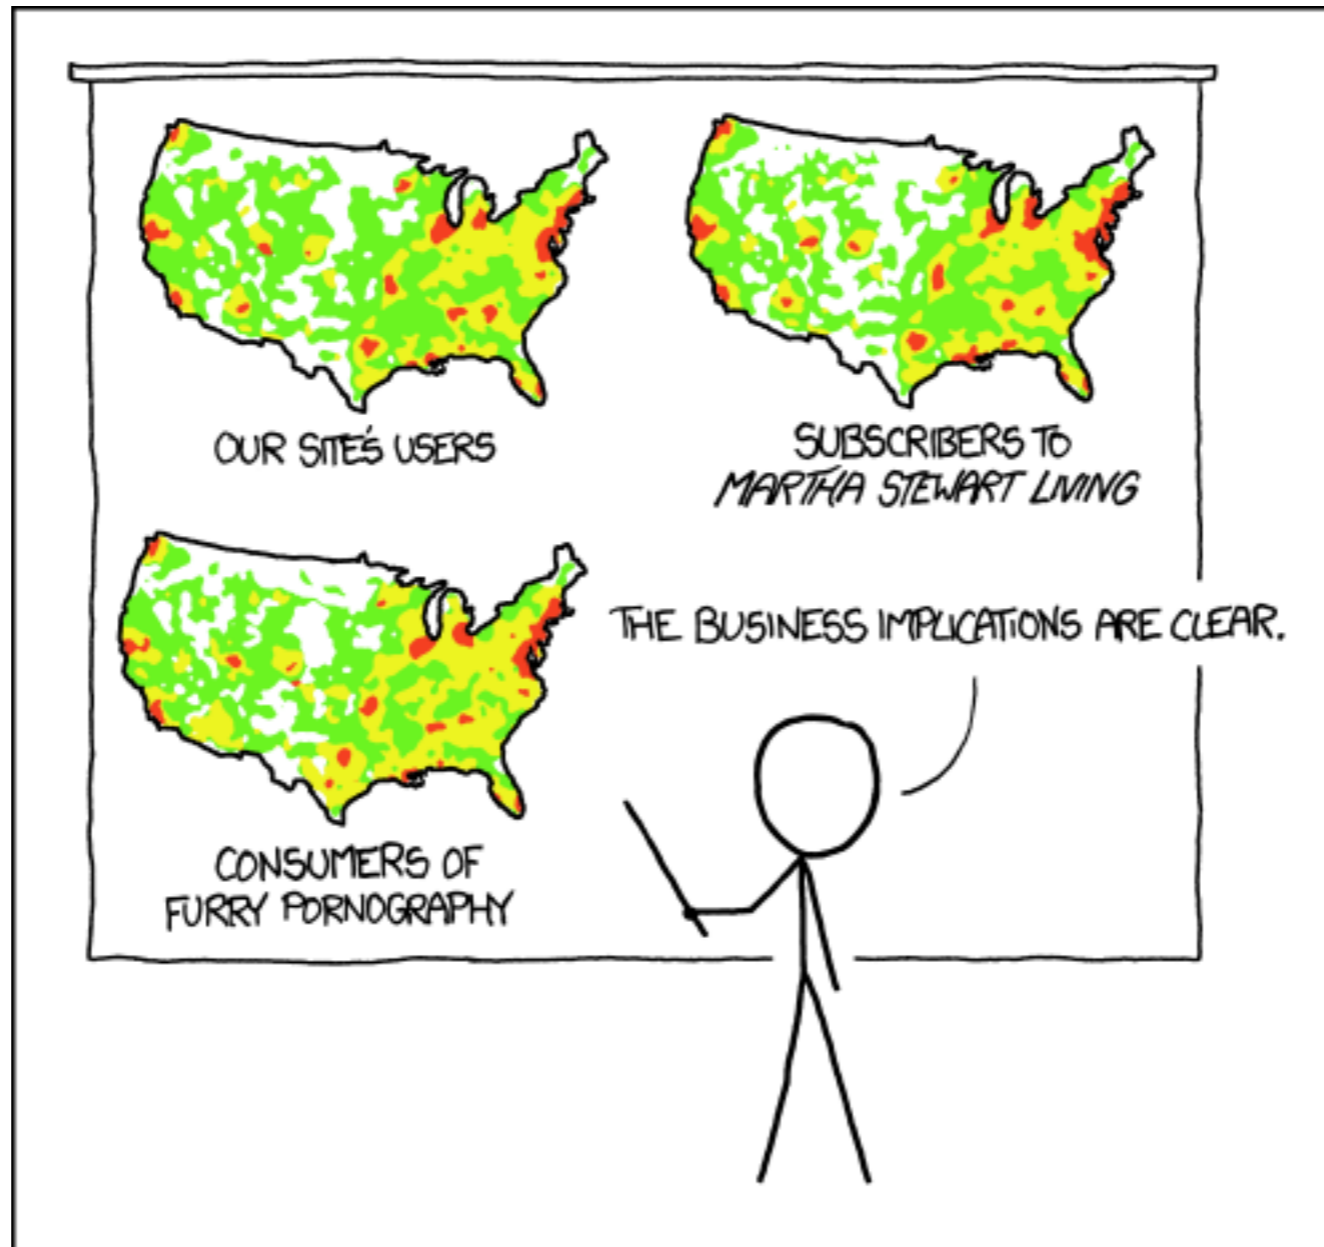 OUR SITE'S USERS
SUBSCRIBERS TO
MARTHA STEWART LIVING
CONSUMERS OF
FURRY PORNOGRAPHY
THE BUSINESS IMPLICATIONS ARE CLEAR.